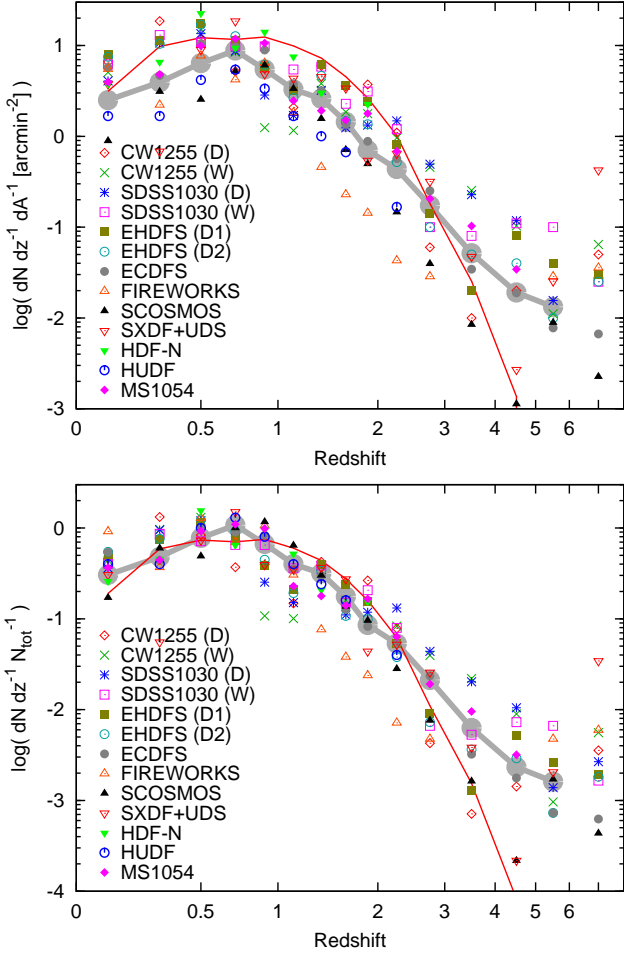 log( dN dz⁻¹ dA⁻¹ [arcmin⁻²] )
1
0
-1
-2
-3
CW1255 (D)
CW1255 (W)
SDSS1030 (D)
SDSS1030 (W)
EHDFS (D1)
EHDFS (D2)
ECDFS
FIREWORKS
SCOSMOS
SXDF+UDS
HDF-N
HUDF
MS1054
0 0.5 1 2 3 4 5 6
Redshift
log( dN dz⁻¹ N_tot⁻¹ )
0
-1
-2
-3
-4
CW1255 (D)
CW1255 (W)
SDSS1030 (D)
SDSS1030 (W)
EHDFS (D1)
EHDFS (D2)
ECDFS
FIREWORKS
SCOSMOS
SXDF+UDS
HDF-N
HUDF
MS1054
0 0.5 1 2 3 4 5 6
Redshift